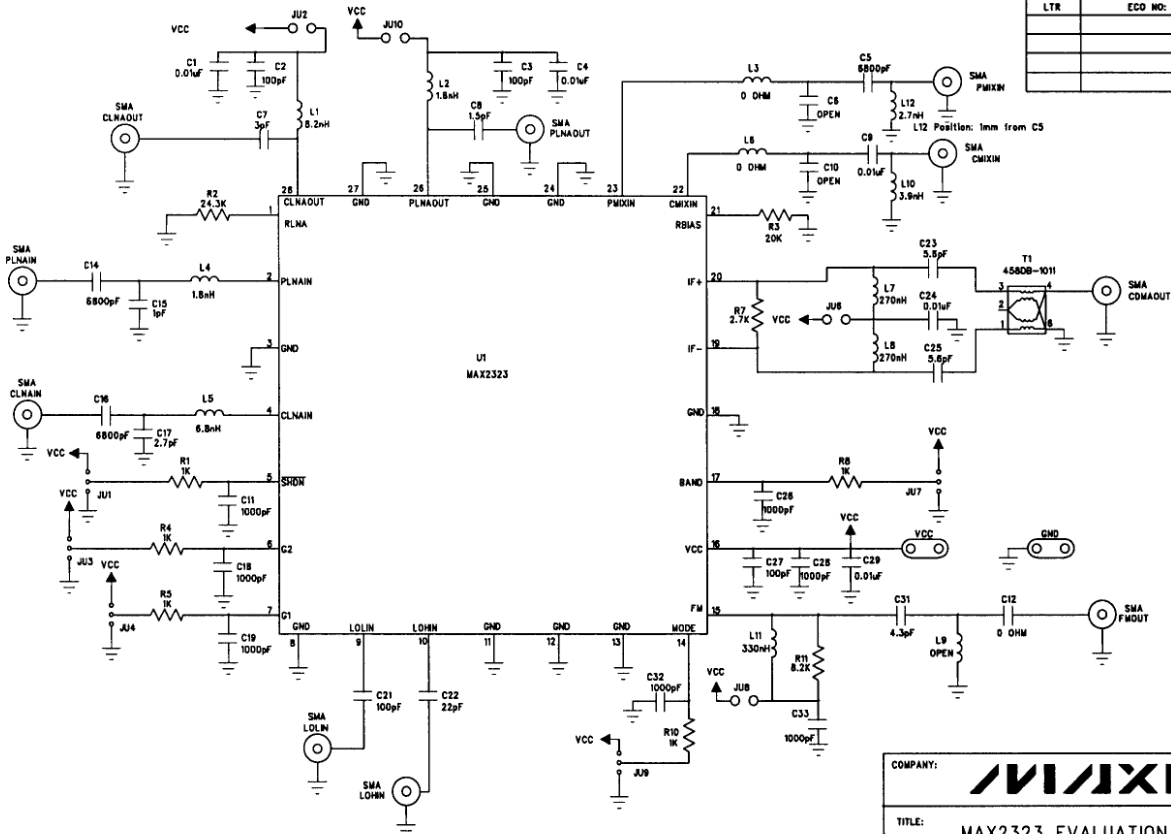 LTR ECO NO:
VCC JU2
VCC JU10
C1 0.01uF
C2 100pF
L1 8.2nH
L2 1.8nH
C3 100pF
C4 0.01uF
SMA CLNAOUT
C7 3pF
C8 1.5pF
SMA PLNAOUT
L3 0 OHM
C6 OPEN
C5 6800pF
L12 2.7nH
SMA PMIXIN
L12 Position: 1mm from C5
L6 0 OHM
C10 OPEN
C9 0.01uF
L10 3.9nH
SMA CMIXIN
28 CLNAOUT
27 GND
26 PLNAOUT
25 GND
24 GND
23 PMIXIN
22 CMIXIN
R2 24.3K
1 RLNA
21 RBIAS
R3 20K
SMA PLNAIN
C14 6800pF
C15 1pF
L4 1.8nH
2 PLNAIN
20 IF+
R7 2.7K
VCC JU6
L7 270nH
L8 270nH
C23 5.6pF
C24 0.01uF
C25 5.6pF
T1 458DB-1011
3 4
2
1 6
SMA CDMAOUT
3 GND
19 IF-
U1
MAX2323
SMA CLNAIN
C16 6800pF
C17 2.7pF
L5 6.8nH
4 CLNAIN
18 GND
VCC JU1
R1 1K
C11 1000pF
5 SHDN
17 BAND
C26 1000pF
R8 1K
VCC JU7
VCC JU3
R4 1K
C18 1000pF
6 G2
16 VCC
C27 100pF
C28 1000pF
VCC
C29 0.01uF
VCC
GND
VCC JU4
R5 1K
C19 1000pF
7 G1
15 FM
L11 330nH
R11 8.2K
C31 4.3pF
L9 OPEN
C12 0 OHM
SMA FMOUT
8 GND
9 LOLIN
10 LOHIN
11 GND
12 GND
13 GND
14 MODE
C21 100pF
C22 22pF
SMA LOLIN
SMA LOHIN
C32 1000pF
R10 1K
VCC JU9
VCC JU8
C33 1000pF
COMPANY:
TITLE:
MAX2323 EVALUATION